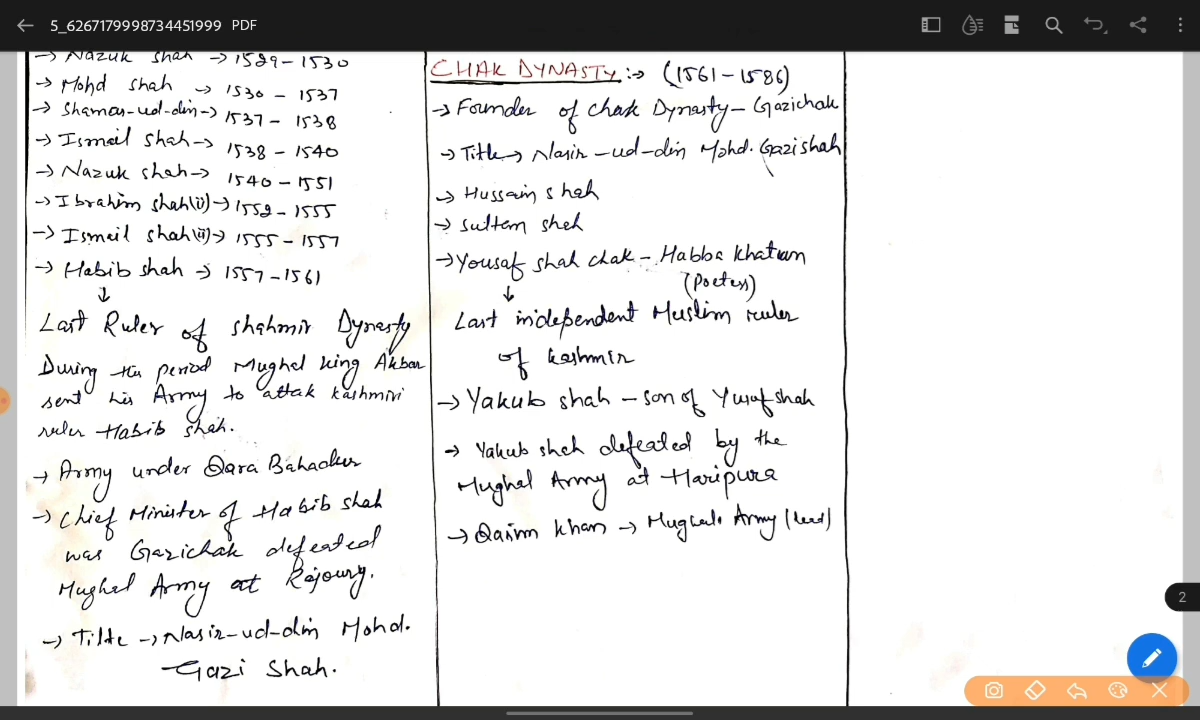 5_6267179998734451999 PDF
→ Nazuk shah → 1529-1530
→ Mohd shah → 1530 - 1537
→ Shamas-ud-din → 1537 - 1538
→ Ismail shah → 1538 - 1540
→ Nazuk shah → 1540 - 1551
→ Ibrahim shah (ii) → 1552 - 1555
→ Ismail shah (ii) → 1555 - 1557
→ Habib shah → 1557-1561
↓
Last Ruler of shahmir Dynasty
During the period Mughal king Akbar
sent his Army to attak kashmiri
ruler Habib shah.
→ Army under Qara Bahadur
→ Chief Minister of Habib shah
was Gazichak defeated
Mughal Army at Rajoury.
→ Tilte → Nasir-ud-din Mohd.
Gazi Shah.
CHAK DYNASTY :→ (1561-1586)
→ Founder of Chak Dynasty - Gazichak
→ Title → Nasir-ud-din Mohd. Gazi shah
→ Hussain shah
→ Sultan shah
→ Yousaf shah chak - Habba Khatun
↓ (Poetess)
Last independent Muslim ruler
of kashmir
→ Yakub shah - son of Yusuf shah
→ Yakub shah defeated by the
Mughal Army at Haripura
→ Qasim khan → Mughals Army (lead)
2